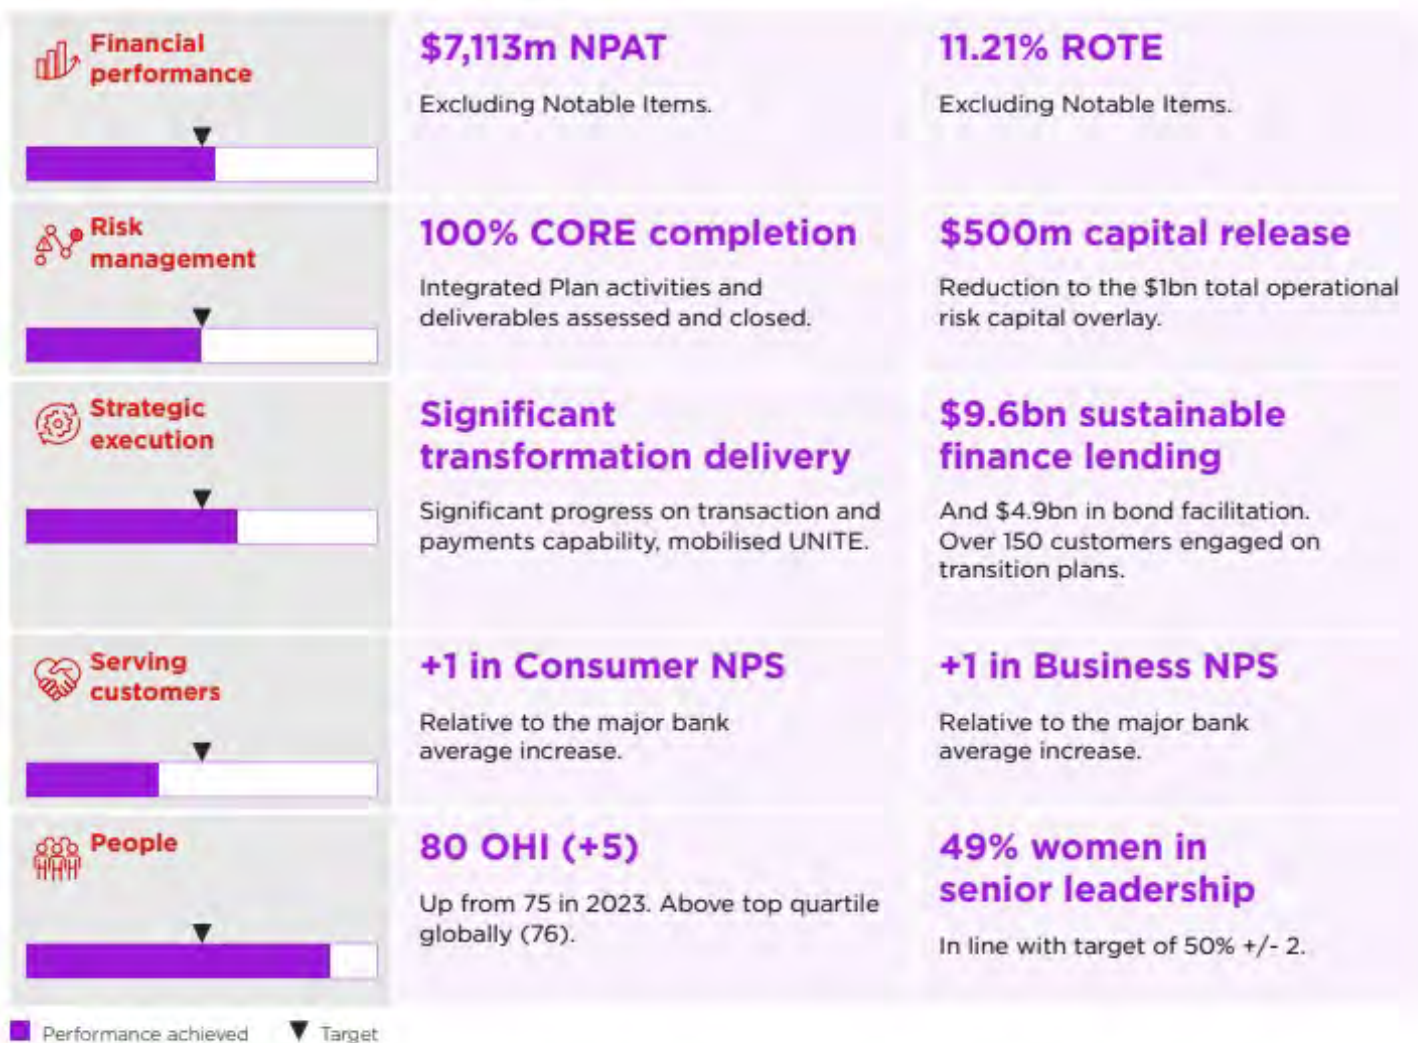 Financial
performance
$7,113m NPAT
Excluding Notable Items.
11.21% ROTE
Excluding Notable Items.
Risk
management
100% CORE completion
Integrated Plan activities and
deliverables assessed and closed.
$500m capital release
Reduction to the $1bn total operational
risk capital overlay.
Strategic
execution
Significant
transformation delivery
Significant progress on transaction and
payments capability, mobilised UNITE.
$9.6bn sustainable
finance lending
And $4.9bn in bond facilitation.
Over 150 customers engaged on
transition plans.
Serving
customers
+1 in Consumer NPS
Relative to the major bank
average increase.
+1 in Business NPS
Relative to the major bank
average increase.
People
80 OHI (+5)
Up from 75 in 2023. Above top quartile
globally (76).
49% women in
senior leadership
In line with target of 50% +/- 2.
Performance achieved
Target